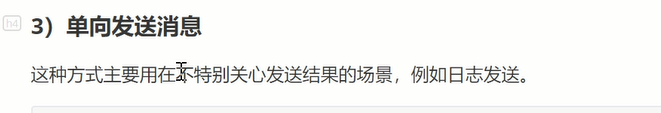 h4
3）单向发送消息
这种方式主要用在不特别关心发送结果的场景，例如日志发送。